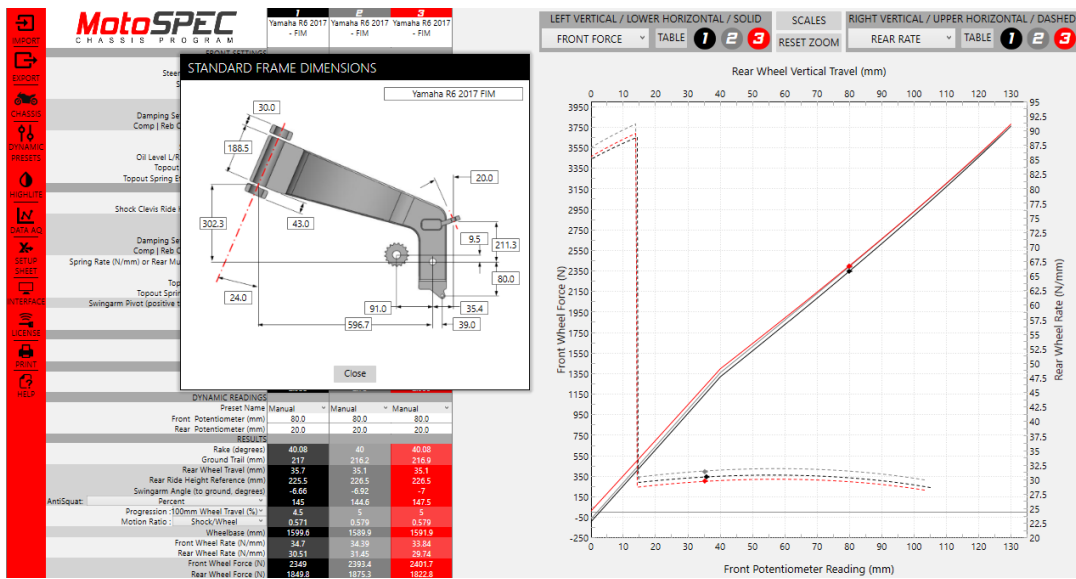 IMPORT
EXPORT
CHASSIS
DYNAMIC
PRESETS
HIGHLITE
DATA AQ
SETUP
SHEET
INTERFACE
LICENSE
PRINT
HELP
MotoSPEC
CHASSIS PROGRAM
1 2 3
Yamaha R6 2017 - FIM Yamaha R6 2017 - FIM Yamaha R6 2017 - FIM
FRONT SETTINGS
Damping Se
Comp | Reb C
Oil Level L/R
Topout
Topout Spring E
Shock Clevis Ride
Damping Se
Comp | Reb C
Spring Rate (N/mm) or Rear Mu
Top
Topout Sprin
Swingarm Pivot (positive t
STANDARD FRAME DIMENSIONS
Yamaha R6 2017 FIM
30.0
188.5
20.0
302.3
43.0
9.5
211.3
80.0
24.0
91.0
35.4
596.7
39.0
Close
DYNAMIC READINGS
Preset Name Manual Manual Manual
Front Potentiometer (mm) 80.0 80.0 80.0
Rear Potentiometer (mm) 20.0 20.0 20.0
RESULTS
Rake (degrees) 40.08 40 40.08
Ground Trail (mm) 217 216.2 216.9
Rear Wheel Travel (mm) 35.7 35.1 35.1
Rear Ride Height Reference (mm) 225.5 226.5 226.5
Swingarm Angle (to ground, degrees) -6.66 -6.92 -7
AntiSquat: Percent 145 144.6 147.5
Progression :100mm Wheel Travel (%) 4.5 5 5
Motion Ratio : Shock/Wheel 0.571 0.579 0.579
Wheelbase (mm) 1599.6 1589.9 1591.9
Front Wheel Rate (N/mm) 34.7 34.39 33.84
Rear Wheel Rate (N/mm) 30.51 31.45 29.74
Front Wheel Force (N) 2349 2393.4 2401.7
Rear Wheel Force (N) 1849.8 1875.3 1822.8
LEFT VERTICAL / LOWER HORIZONTAL / SOLID
FRONT FORCE TABLE 1 2 3
SCALES
RESET ZOOM
RIGHT VERTICAL / UPPER HORIZONTAL / DASHED
REAR RATE TABLE 1 2 3
Rear Wheel Vertical Travel (mm)
0 10 20 30 40 50 60 70 80 90 100 110 120 130
Front Wheel Force (N)
3950
3750
3550
3350
3150
2950
2750
2550
2350
2150
1950
1750
1550
1350
1150
950
750
550
350
150
-50
-250
95
92.5
90
87.5
85
82.5
80
77.5
75
72.5
70
67.5
65
62.5
60
57.5
55
52.5
50
47.5
45
42.5
40
37.5
35
32.5
30
27.5
25
22.5
20
Rear Wheel Rate (N/mm)
0 10 20 30 40 50 60 70 80 90 100 110 120 130
Front Potentiometer Reading (mm)